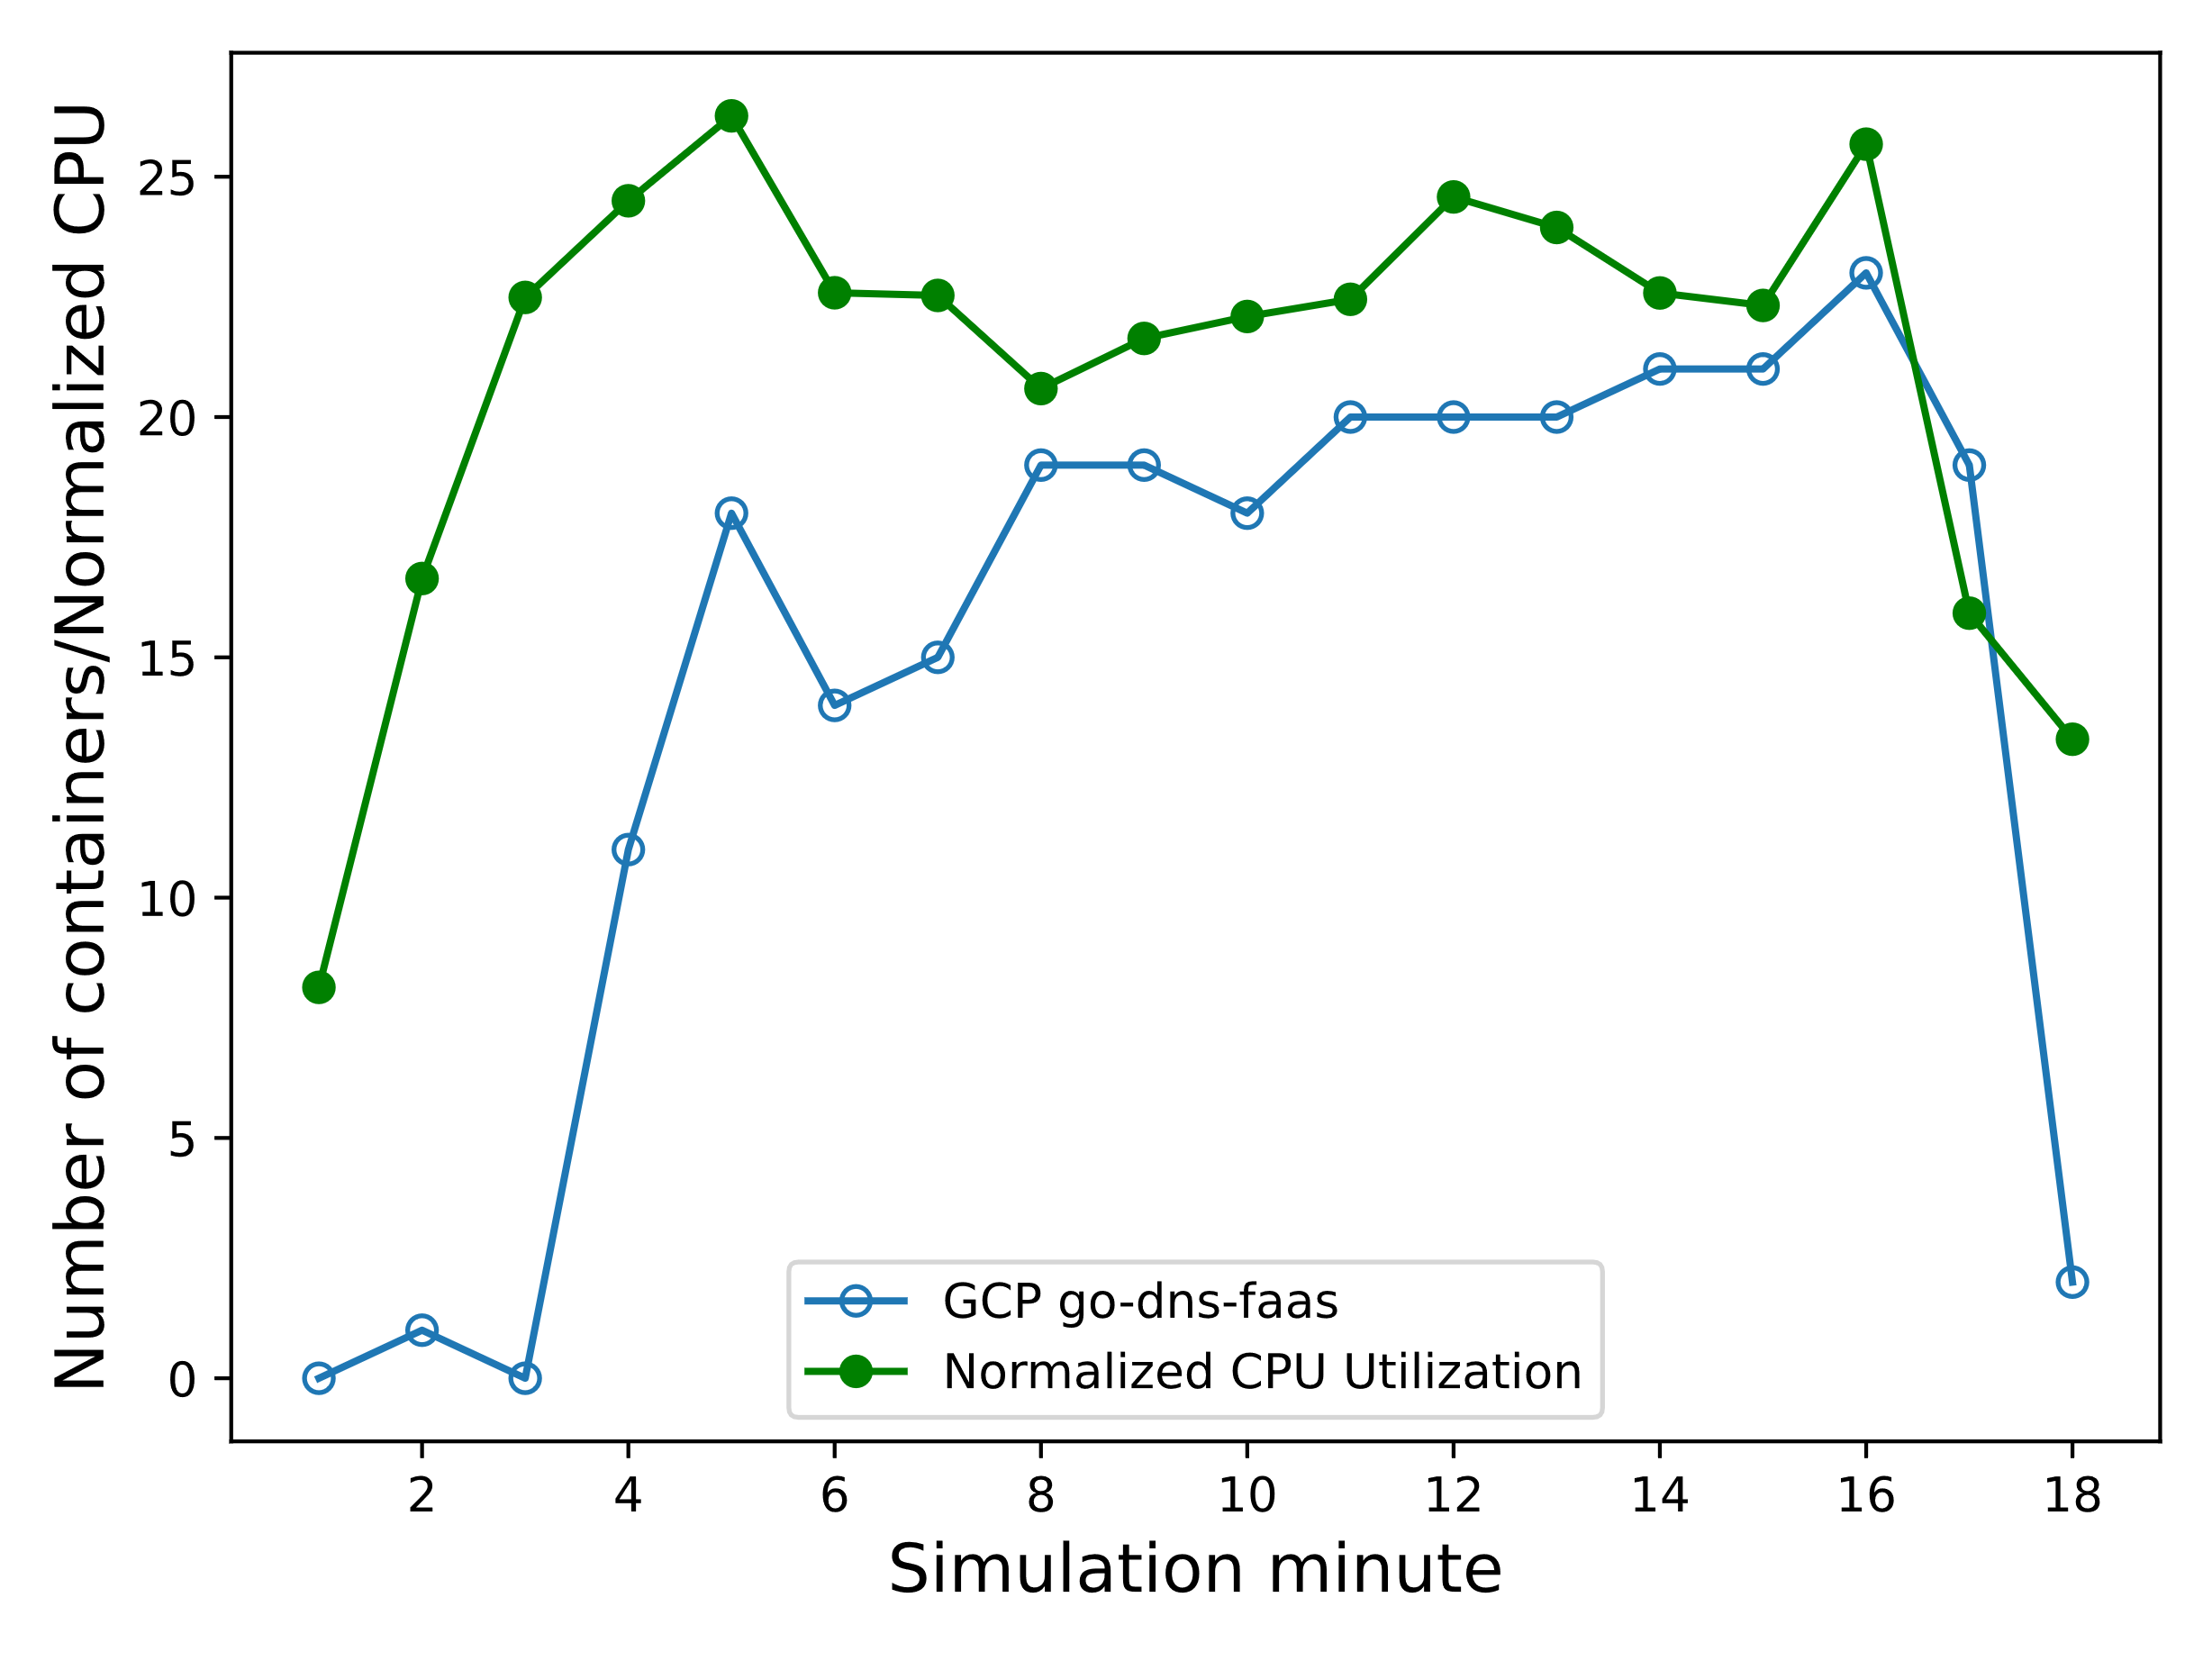 Number of containers/Normalized CPU
25
20
15
10
5
0
GCP go-dns-faas
Normalized CPU Utilization
2 4 6 8 10 12 14 16 18
Simulation minute